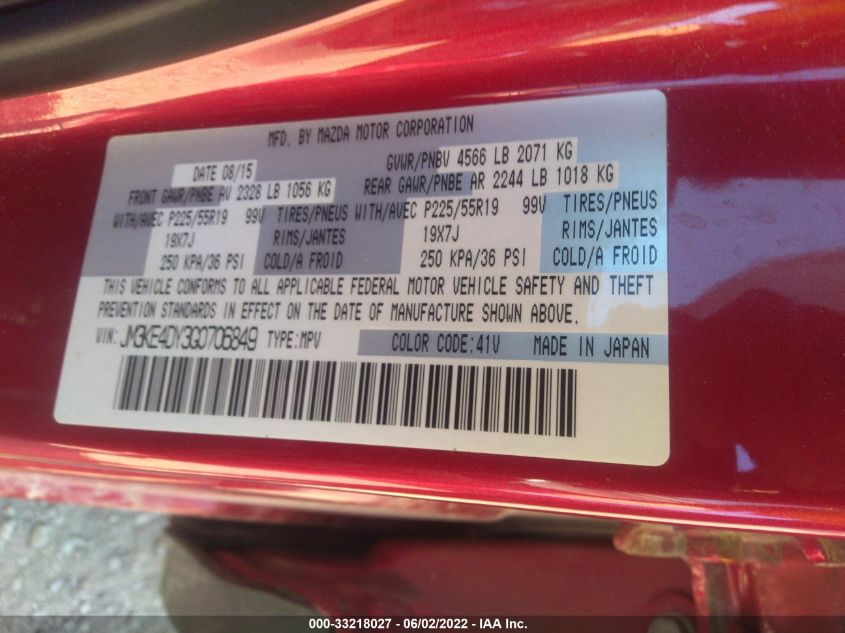 MFD. BY MAZDA MOTOR CORPORATION
DATE 08/15 GVWR/PNBV 4566 LB 2071 KG
FRONT GAWR/PNBE AV 2328 LB 1056 KG REAR GAWR/PNBE AR 2244 LB 1018 KG
WITH/AVEC P225/55R19 99V TIRES/PNEUS WITH/AVEC P225/55R19 99V TIRES/PNEUS
19X7J RIMS/JANTES 19X7J RIMS/JANTES
250 KPA/36 PSI COLD/A FROID 250 KPA/36 PSI COLD/A FROID
THIS VEHICLE CONFORMS TO ALL APPLICABLE FEDERAL MOTOR VEHICLE SAFETY AND THEFT
PREVENTION STANDARDS IN EFFECT ON THE DATE OF MANUFACTURE SHOWN ABOVE.
VIN: JM3KE4DY3G0706849 TYPE:MPV COLOR CODE:41V MADE IN JAPAN
000-33218027 - 06/02/2022 - IAA Inc.